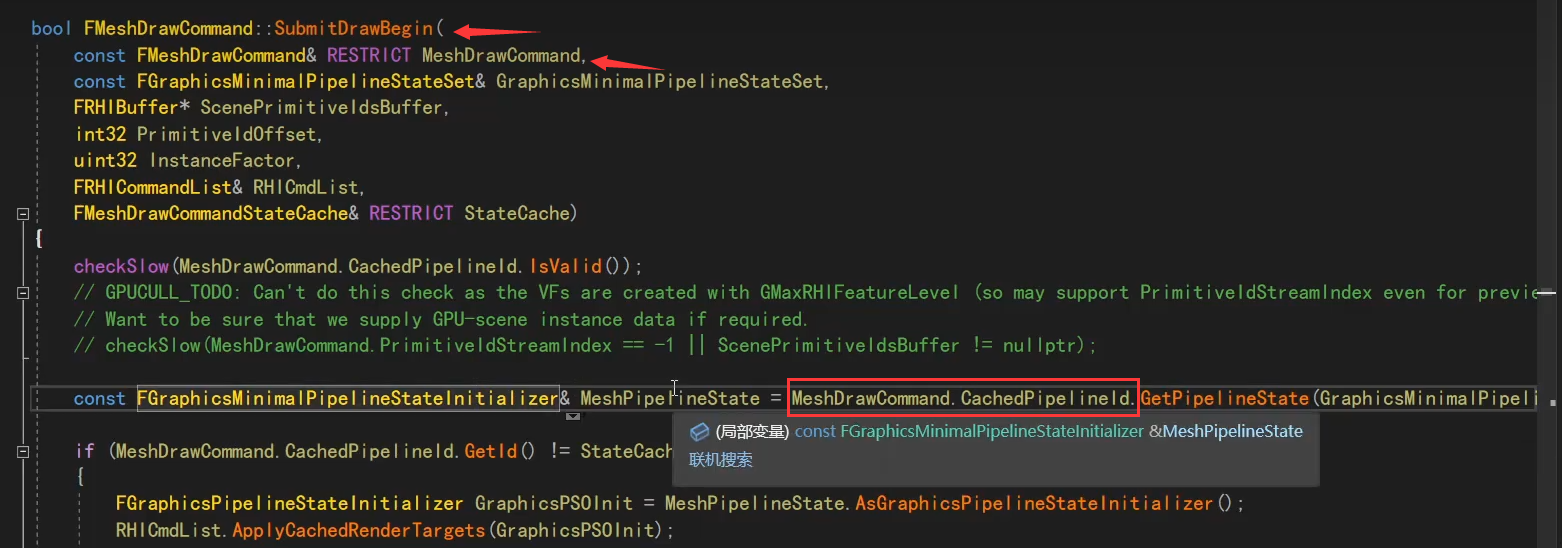 bool FMeshDrawCommand::SubmitDrawBegin(
const FMeshDrawCommand& RESTRICT MeshDrawCommand,
const FGraphicsMinimalPipelineStateSet& GraphicsMinimalPipelineStateSet,
FRHIBuffer* ScenePrimitiveIdsBuffer,
int32 PrimitiveIdOffset,
uint32 InstanceFactor,
FRHICommandList& RHICmdList,
FMeshDrawCommandStateCache& RESTRICT StateCache)
{
checkSlow(MeshDrawCommand.CachedPipelineId.IsValid());
// GPUCULL_TODO: Can't do this check as the VFs are created with GMaxRHIFeatureLevel (so may support PrimitiveIdStreamIndex even for previe
// Want to be sure that we supply GPU-scene instance data if required.
// checkSlow(MeshDrawCommand.PrimitiveIdStreamIndex == -1 || ScenePrimitiveIdsBuffer != nullptr);
const FGraphicsMinimalPipelineStateInitializer& MeshPipelineState = MeshDrawCommand.CachedPipelineId.GetPipelineState(GraphicsMinimalPipeli
(局部变量) const FGraphicsMinimalPipelineStateInitializer &MeshPipelineState
联机搜索
if (MeshDrawCommand.CachedPipelineId.GetId() != StateCach
{
FGraphicsPipelineStateInitializer GraphicsPSOInit = MeshPipelineState.AsGraphicsPipelineStateInitializer();
RHICmdList.ApplyCachedRenderTargets(GraphicsPSOInit);